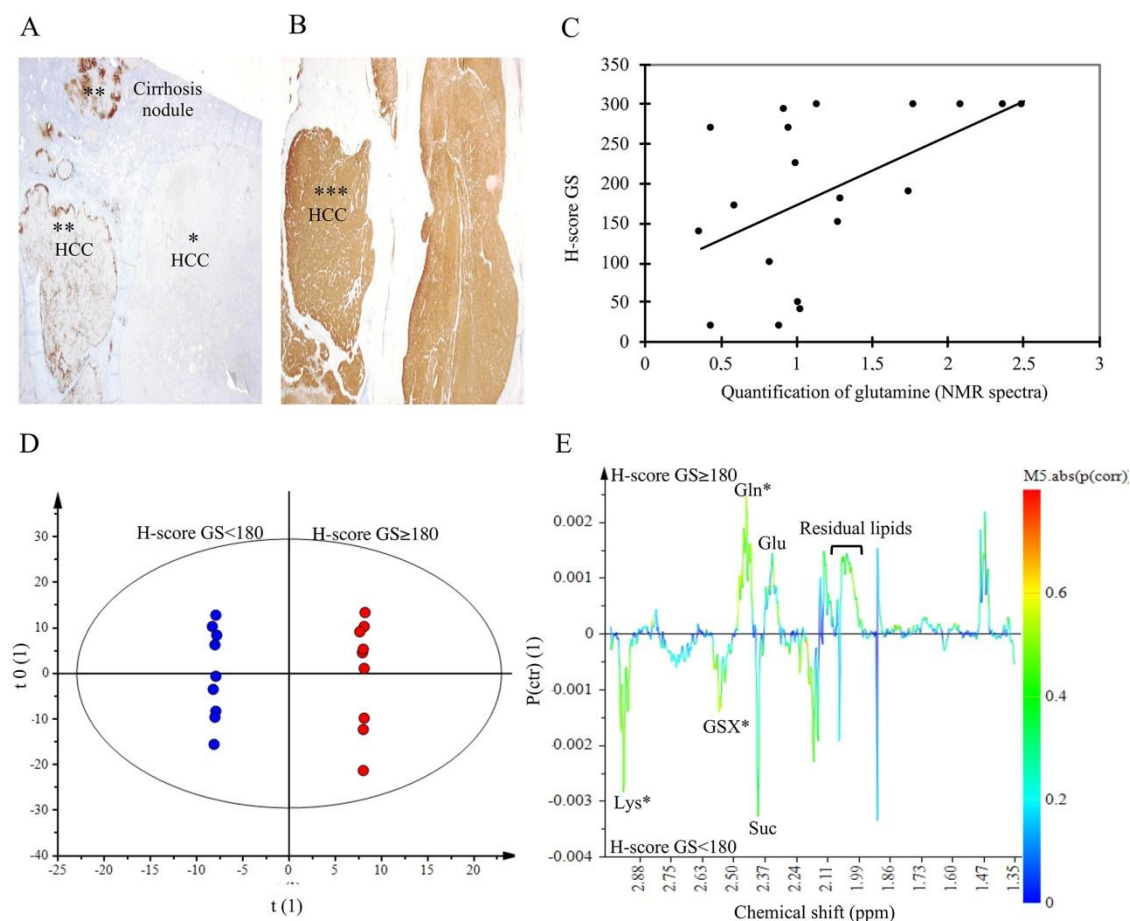 A
**
Cirrhosis
nodule
**
HCC
*
HCC
B
***
HCC
C
H-score GS
350
300
250
200
150
100
50
0
0
0.5
1
1.5
2
2.5
3
Quantification of glutamine (NMR spectra)
D
H-score GS<180
H-score GS≥180
t 0 (1)
30
20
10
0
-10
-20
-30
-40
-25
-20
-15
-10
-5
0
5
10
15
20
t (1)
E
H-score GS≥180
Gln*
Glu
Residual lipids
M5.abs(p(corr))
P(ctr) (1)
0.002
0.001
0
-0.001
-0.002
-0.003
-0.004
GSX*
Lys*
Suc
H-score GS<180
2.88
2.75
2.63
2.50
2.37
2.24
2.11
1.99
1.86
1.73
1.60
1.47
1.35
Chemical shift (ppm)
0.6
0.4
0.2
0